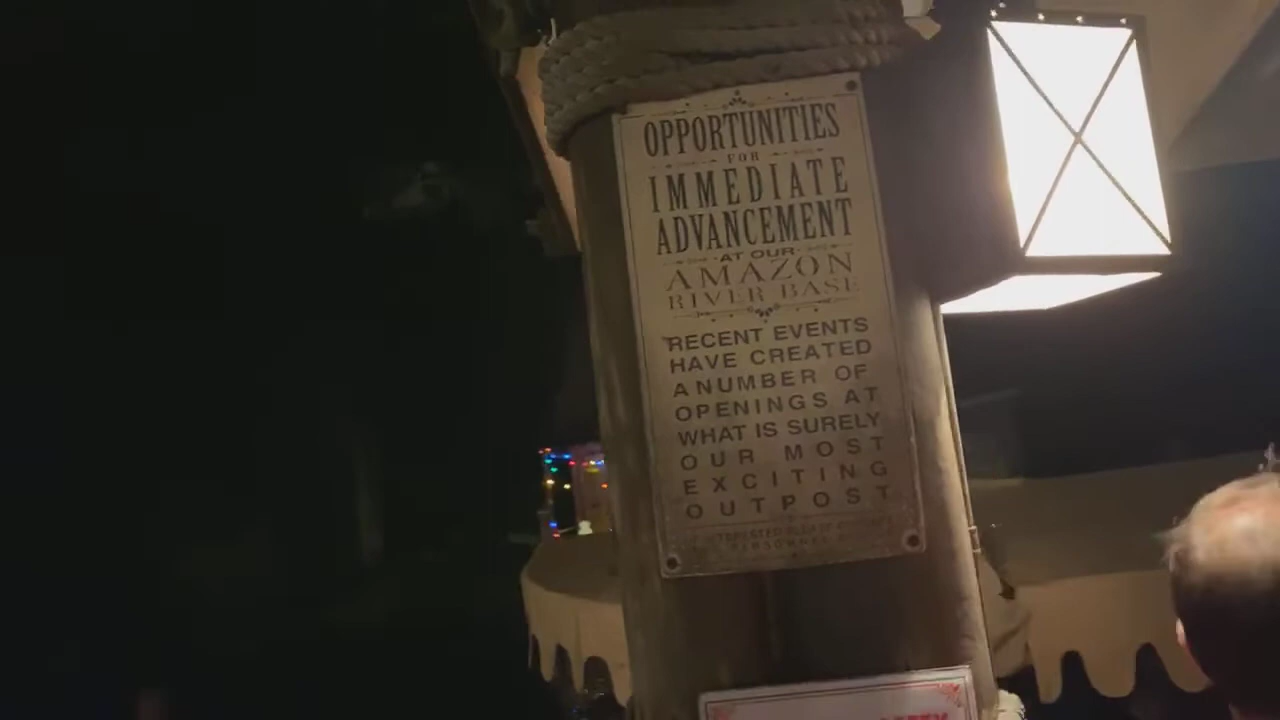 OPPORTUNITIES
FOR
IMMEDIATE
ADVANCEMENT
AT OUR
AMAZON
RIVER BASE
RECENT EVENTS
HAVE CREATED
A NUMBER OF
OPENINGS AT
WHAT IS SURELY
OUR MOST
EXCITING
OUTPOST